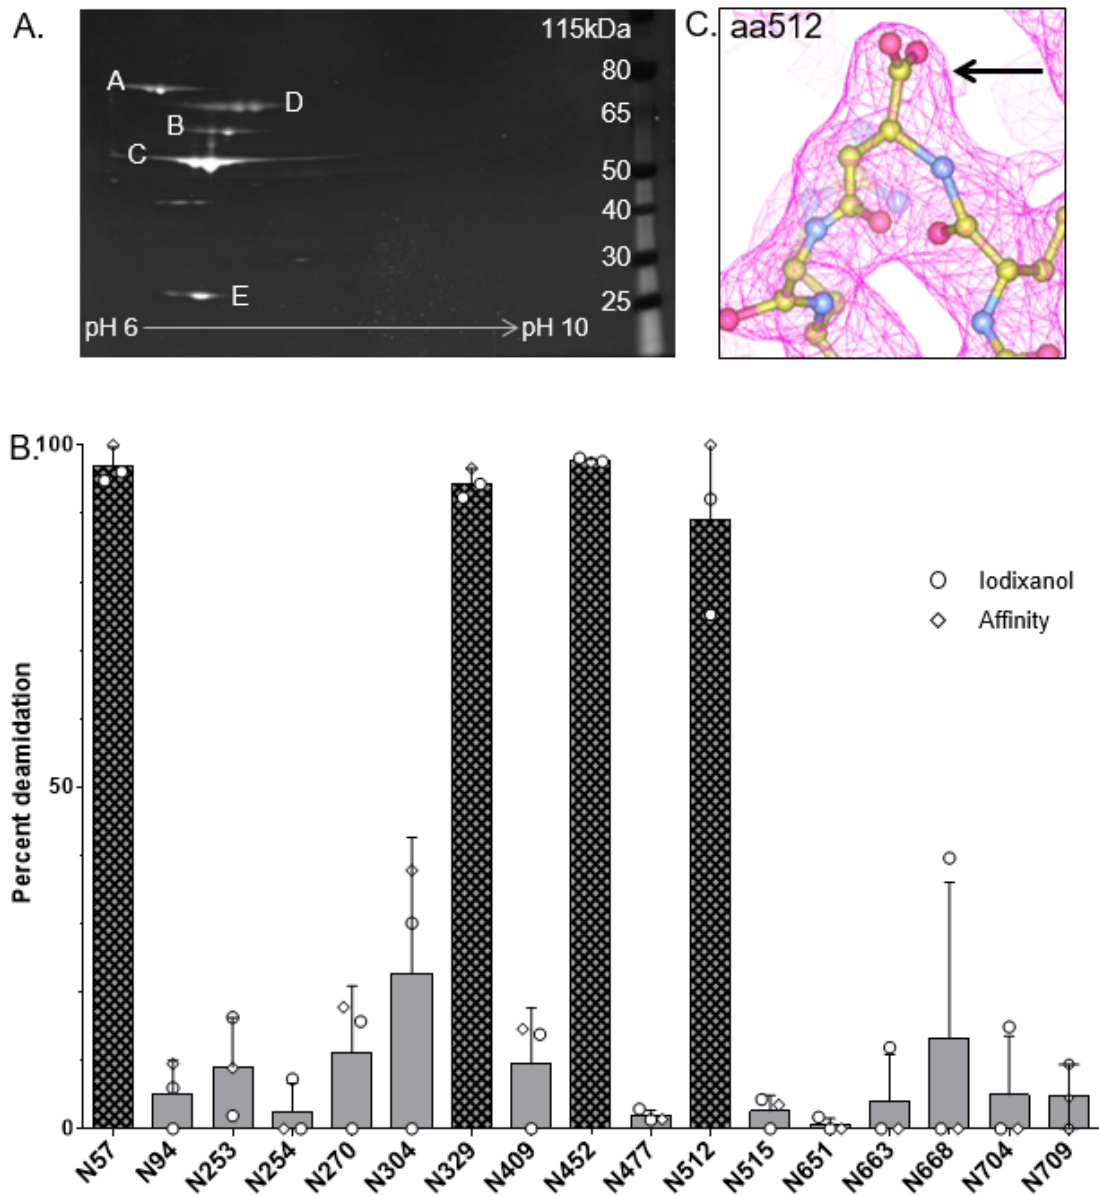 A.
115kDa
80
65
50
40
30
25
A
D
B
C
E
pH 6
pH 10
C. aa512
B.
100
50
0
Percent deamidation
Iodixanol
Affinity
N57
N94
N253
N254
N270
N304
N329
N409
N452
N477
N512
N515
N651
N663
N668
N704
N709